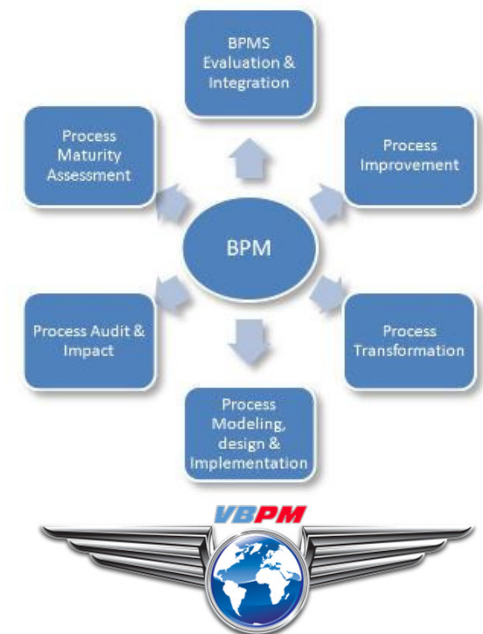 BPMS
Evaluation &
Integration
Process
Maturity
Assessment
Process
Improvement
BPM
Process Audit &
Impact
Process
Transformation
Process
Modeling,
design &
Implementation
VBPM